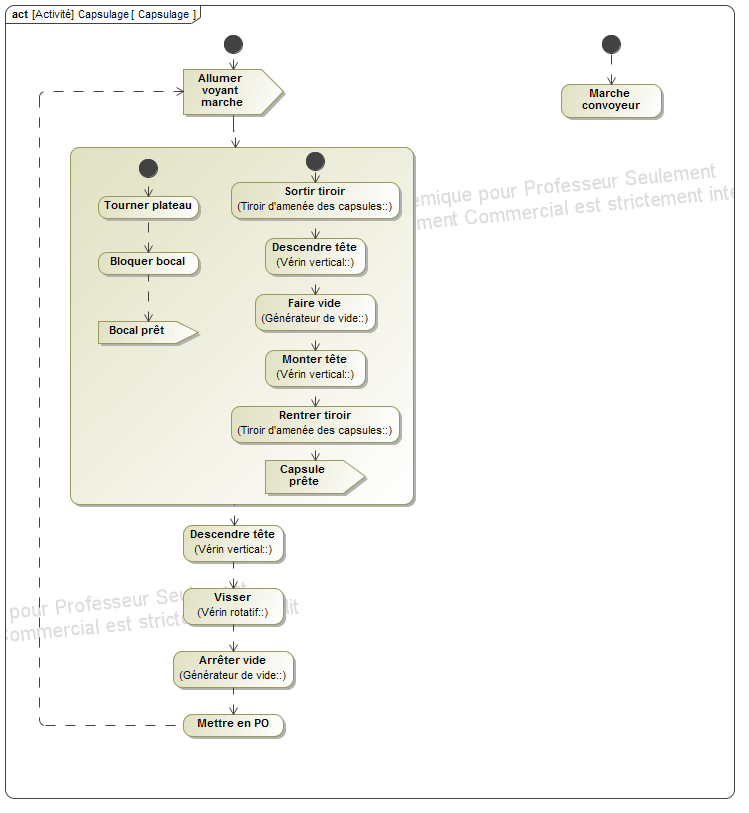 act [Activité] Capsulage [ Capsulage ]
Allumer
voyant
marche
Marche
convoyeur
Tourner plateau
Bloquer bocal
Bocal prêt
Sortir tiroir
(Tiroir d'amenée des capsules::)
Descendre tête
(Vérin vertical::)
Faire vide
(Générateur de vide::)
Monter tête
(Vérin vertical::)
Rentrer tiroir
(Tiroir d'amenée des capsules::)
Capsule
prête
Descendre tête
(Vérin vertical::)
Visser
(Vérin rotatif::)
Arrêter vide
(Générateur de vide::)
Mettre en PO
émique pour Professeur Seulement
ment Commercial est strictement inte
pour Professeur
Commercial est